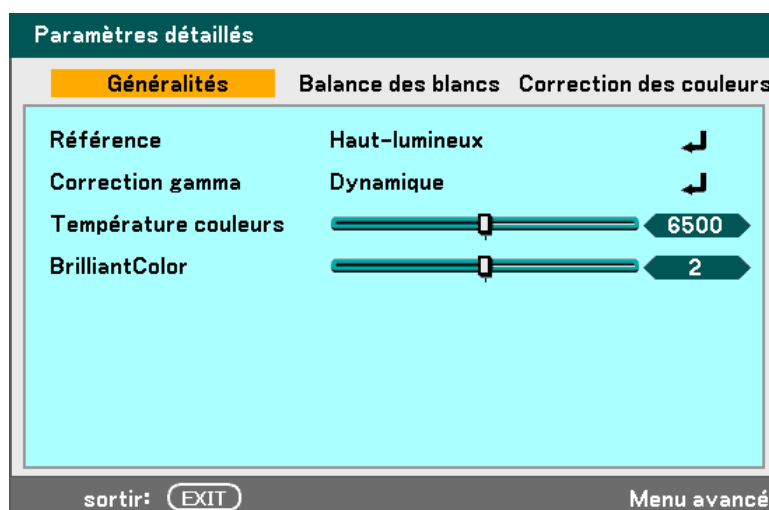 Paramètres détaillés
Généralités Balance des blancs Correction des couleurs
Référence Haut-lumineux
Correction gamma Dynamique
Température couleurs 6500
BrilliantColor 2
sortir: EXIT Menu avancé